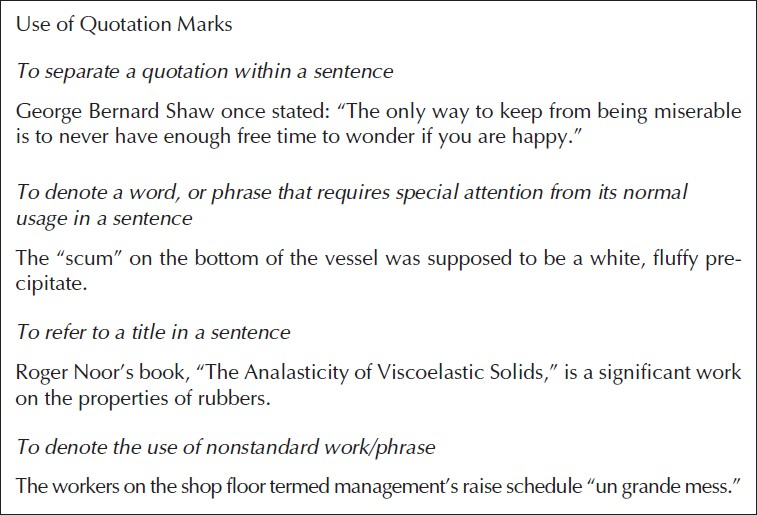 Use of Quotation Marks
To separate a quotation within a sentence
George Bernard Shaw once stated: “The only way to keep from being miserable
is to never have enough free time to wonder if you are happy.”
To denote a word, or phrase that requires special attention from its normal
usage in a sentence
The “scum” on the bottom of the vessel was supposed to be a white, fluffy pre-
cipitate.
To refer to a title in a sentence
Roger Noor’s book, “The Analasticity of Viscoelastic Solids,” is a significant work
on the properties of rubbers.
To denote the use of nonstandard work/phrase
The workers on the shop floor termed management’s raise schedule “un grande mess.”